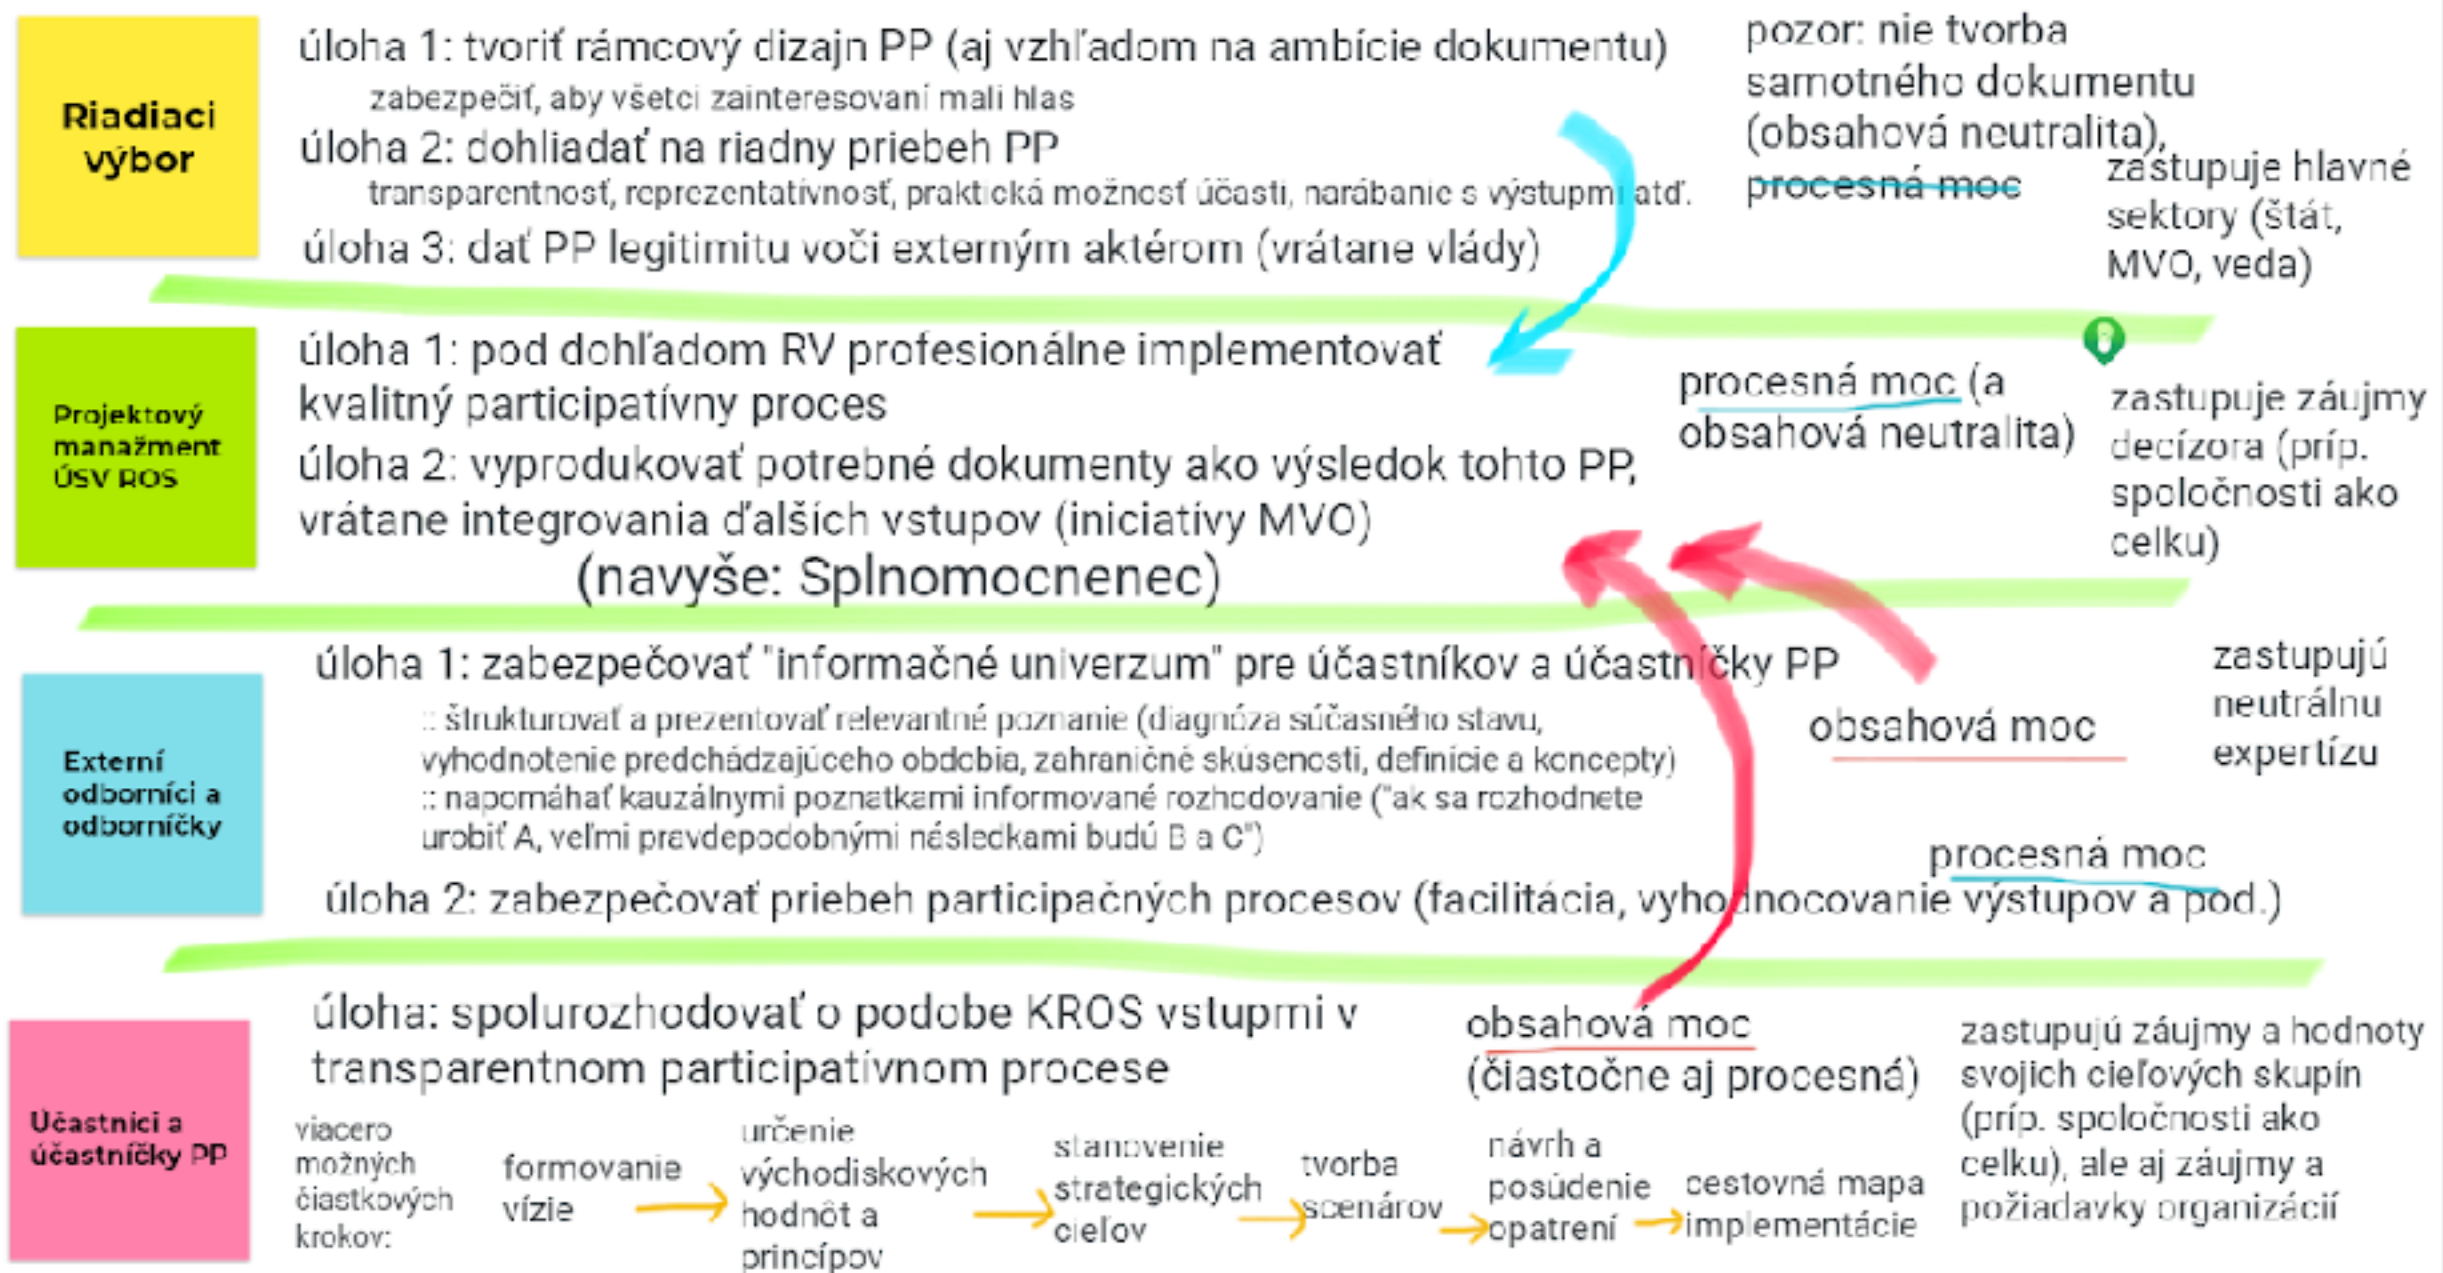 Riadiaci
výbor
úloha 1: tvoriť rámcový dizajn PP (aj vzhľadom na ambície dokumentu)
zabezpečiť, aby všetci zainteresovaní mali hlas
úloha 2: dohliadať na riadny priebeh PP
transparentnosť, reprezentatívnosť, praktická možnosť účasti, narábanie s výstupmi atď.
úloha 3: dať PP legitimitu voči externým aktérom (vrátane vlády)
pozor: nie tvorba
samotného dokumentu
(obsahová neutralita),
procesná moc
zastupuje hlavné
sektory (štát,
MVO, veda)
Projektový
manažment
ÚSV ROS
úloha 1: pod dohľadom RV profesionálne implementovať
kvalitný participatívny proces
úloha 2: vyprodukovať potrebné dokumenty ako výsledok tohto PP,
vrátane integrovania ďalších vstupov (iniciatívy MVO)
(navyše: Splnomocnenec)
procesná moc (a
obsahová neutralita)
zastupuje záujmy
decízora (príp.
spoločnosti ako
celku)
Externí
odborníci a
odborníčky
úloha 1: zabezpečovať "informačné univerzum" pre účastníkov a účastníčky PP
:: štrukturovať a prezentovať relevantné poznanie (diagnóza súčasného stavu,
vyhodnotenie predchádzajúceho obdobia, zahraničné skúsenosti, definície a koncepty)
:: napomáhať kauzálnymi poznatkami informované rozhodovanie ("ak sa rozhodnete
urobiť A, veľmi pravdepodobnými následkami budú B a C")
úloha 2: zabezpečovať priebeh participačných procesov (facilitácia, vyhodnocovanie výstupov a pod.)
obsahová moc
procesná moc
zastupujú
neutrálnu
expertízu
Účastníci a
účastníčky PP
úloha: spolurozhodovať o podobe KROS vstupmi v
transparentnom participatívnom procese
obsahová moc
(čiastočne aj procesná)
zastupujú záujmy a hodnoty
svojich cieľových skupín
(príp. spoločnosti ako
celku), ale aj záujmy a
požiadavky organizácií
viacero
možných
čiastkových
krokov:
formovanie
vízie
určenie
východiskových
hodnôt a
princípov
stanovenie
strategických
cieľov
tvorba
scenárov
návrh a
posúdenie
opatrení
cestovná mapa
implementácie